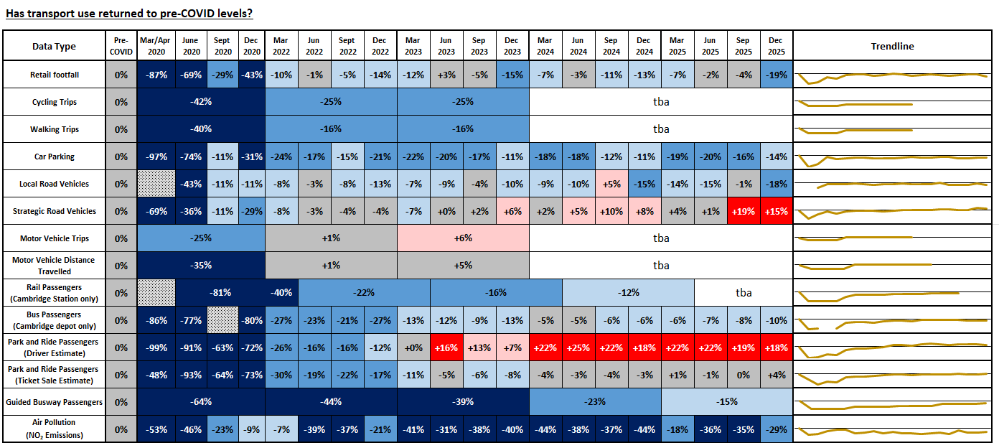 Has transport use returned to pre-COVID levels?
Data Type Pre-COVID Mar/Apr 2020 June 2020 Sept 2020 Dec 2020 Mar 2022 Jun 2022 Sept 2022 Dec 2022 Mar 2023 Jun 2023 Sep 2023 Dec 2023 Mar 2024 Jun 2024 Sep 2024 Dec 2024 Mar 2025 Jun 2025 Sep 2025 Dec 2025 Trendline
Retail footfall 0% -87% -69% -29% -43% -10% -1% -5% -14% -12% +3% -5% -15% -7% -3% -11% -13% -7% -2% -4% -19%
Cycling Trips 0% -42% -25% -25% tba
Walking Trips 0% -40% -16% -16% tba
Car Parking 0% -97% -74% -11% -31% -24% -17% -15% -21% -22% -20% -17% -11% -18% -18% -12% -11% -19% -20% -16% -14%
Local Road Vehicles 0% -43% -11% -11% -8% -3% -8% -13% -7% -9% -4% -10% -9% -10% +5% -15% -14% -15% -1% -18%
Strategic Road Vehicles 0% -69% -36% -11% -29% -8% -3% -4% -4% -7% +0% +2% +6% +2% +5% +10% +8% +4% +1% +19% +15%
Motor Vehicle Trips 0% -25% +1% +6% tba
Motor Vehicle Distance
Travelled 0% -35% +1% +5% tba
Rail Passengers
(Cambridge Station only) 0% -81% -40% -22% -16% -12% tba
Bus Passengers
(Cambridge depot only) 0% -86% -77% -80% -27% -23% -21% -27% -13% -12% -9% -13% -5% -5% -6% -6% -6% -7% -8% -10%
Park and Ride Passengers
(Driver Estimate) 0% -99% -91% -63% -72% -26% -16% -16% -12% +0% +16% +13% +7% +22% +25% +22% +18% +22% +22% +19% +18%
Park and Ride Passengers
(Ticket Sale Estimate) 0% -48% -93% -64% -73% -30% -19% -22% -17% -11% -5% -6% -8% -4% -3% -4% -3% +1% -1% 0% +4%
Guided Busway Passengers 0% -64% -44% -39% -23% -15%
Air Pollution
(NO₂ Emissions) 0% -53% -46% -23% -9% -7% -39% -37% -21% -41% -31% -38% -40% -44% -38% -37% -44% -18% -36% -35% -29%